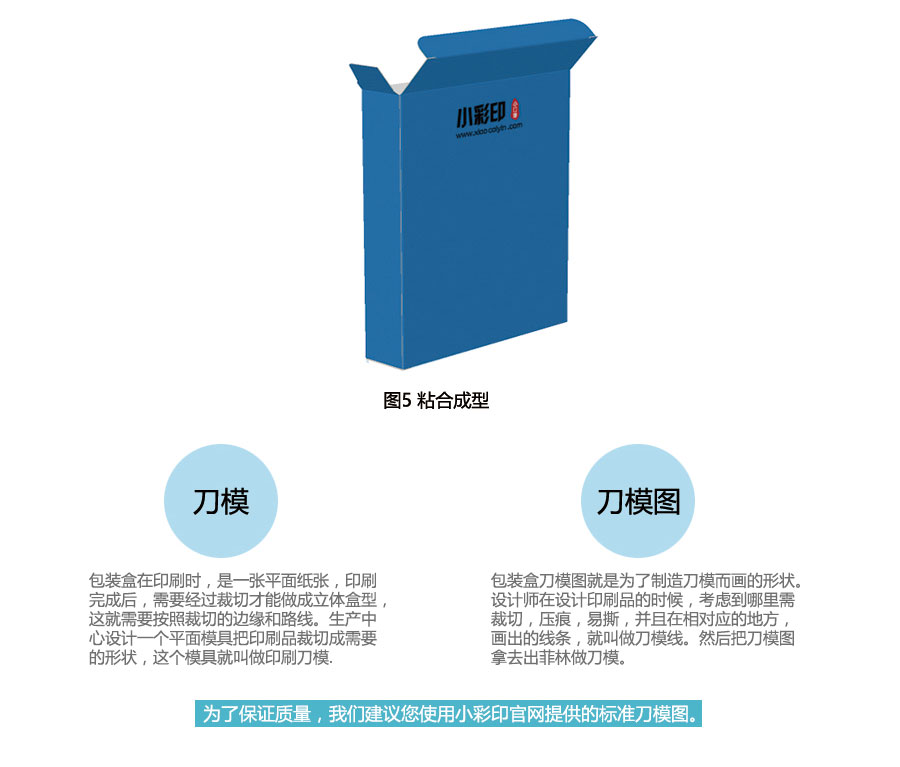 小彩印
www.xiaocaiyin.com
图5 粘合成型
刀模
包装盒在印刷时，是一张平面纸张，印刷
完成后，需要经过裁切才能做成立体盒型，
这就需要按照裁切的边缘和路线。生产中
心设计一个平面模具把印刷品裁切成需要
的形状，这个模具就叫做印刷刀模.
刀模图
包装盒刀模图就是为了制造刀模而画的形状。
设计师在设计印刷品的时候，考虑到哪里需
裁切，压痕，易撕，并且在相对应的地方，
画出的线条，就叫做刀模线。然后把刀模图
拿去出菲林做刀模。
为了保证质量，我们建议您使用小彩印官网提供的标准刀模图。